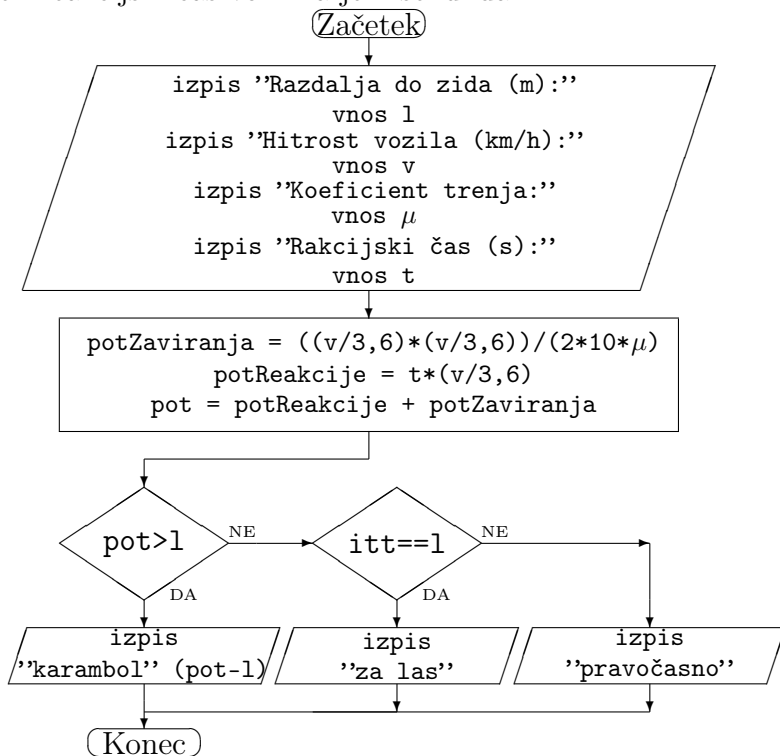 Začetek
izpis "Razdalja do zida (m):"
vnos l
izpis "Hitrost vozila (km/h):"
vnos v
izpis "Koeficient trenja:"
vnos μ
izpis "Rakcijski čas (s):"
vnos t
potZaviranja = ((v/3,6)*(v/3,6))/(2*10*μ)
potReakcije = t*(v/3,6)
pot = potReakcije + potZaviranja
pot>l
NE
itt==l
NE
DA
DA
izpis
"karambol" (pot-l)
izpis
"za las"
izpis
"pravočasno"
Konec